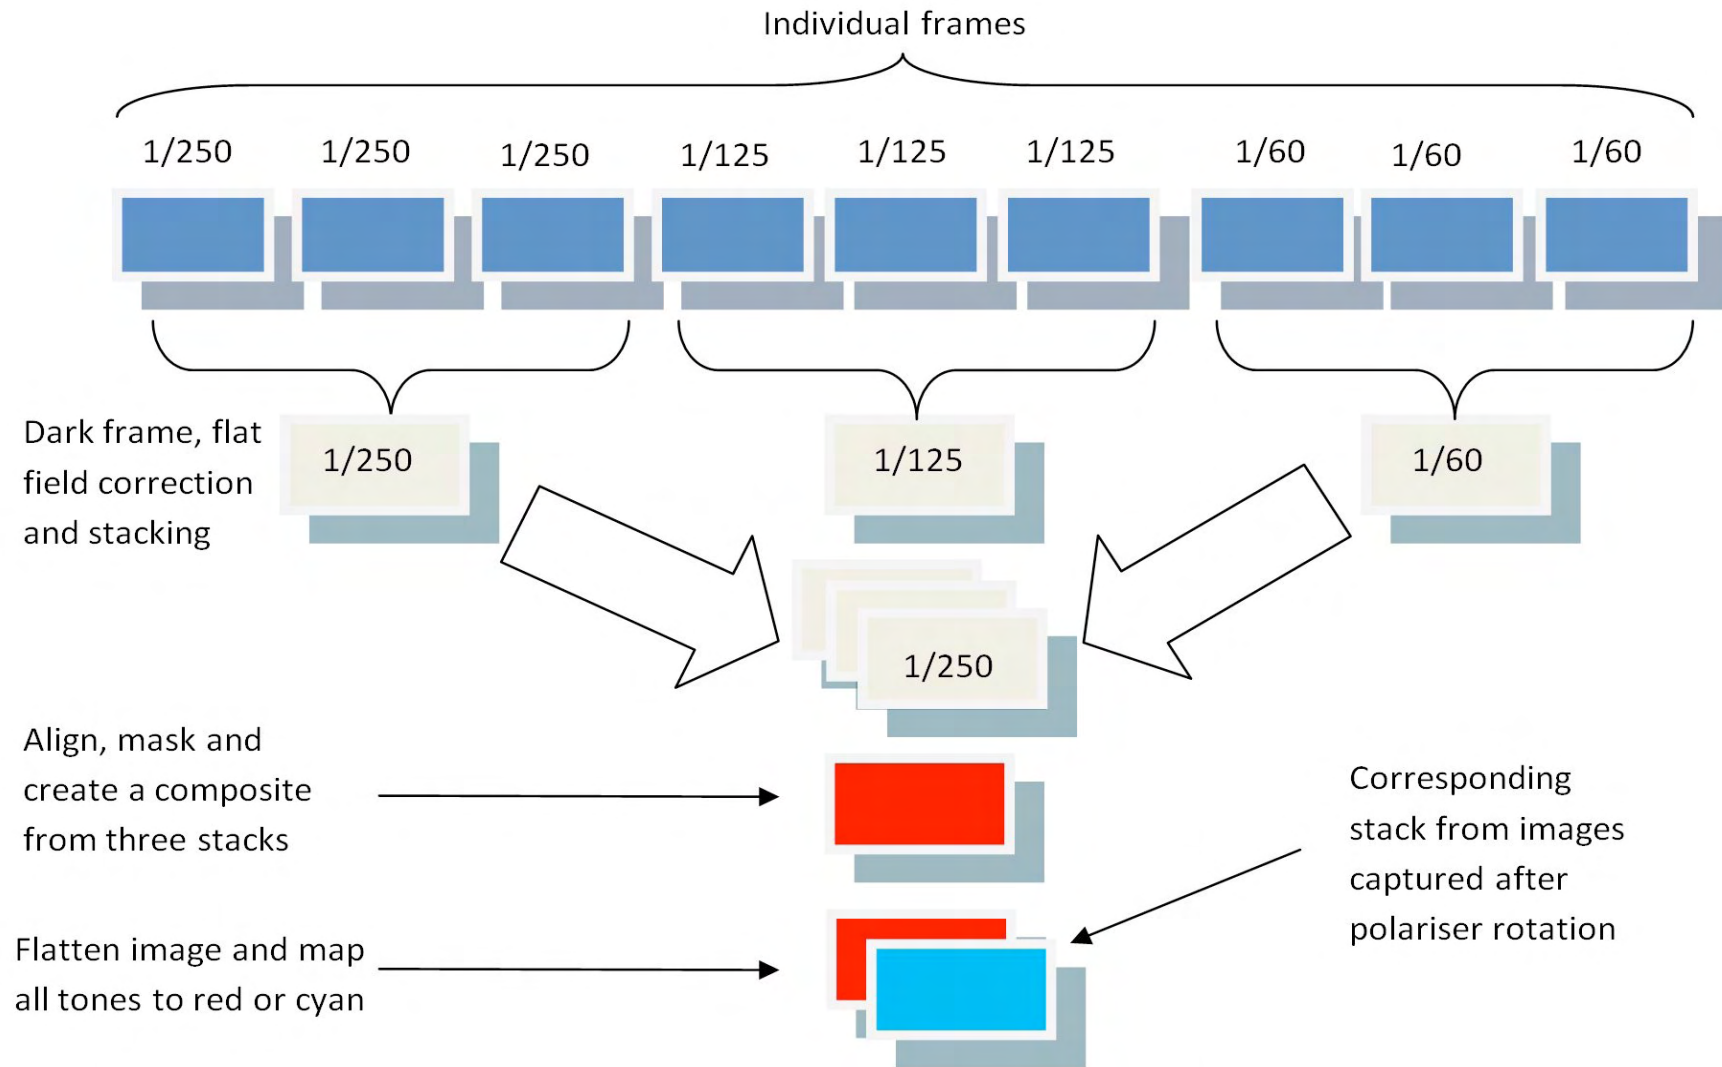 Individual frames
1/250
1/250
1/250
1/125
1/125
1/125
1/60
1/60
1/60
Dark frame, flat
field correction
and stacking
1/250
1/125
1/60
1/250
Align, mask and
create a composite
from three stacks
Corresponding
stack from images
captured after
polariser rotation
Flatten image and map
all tones to red or cyan